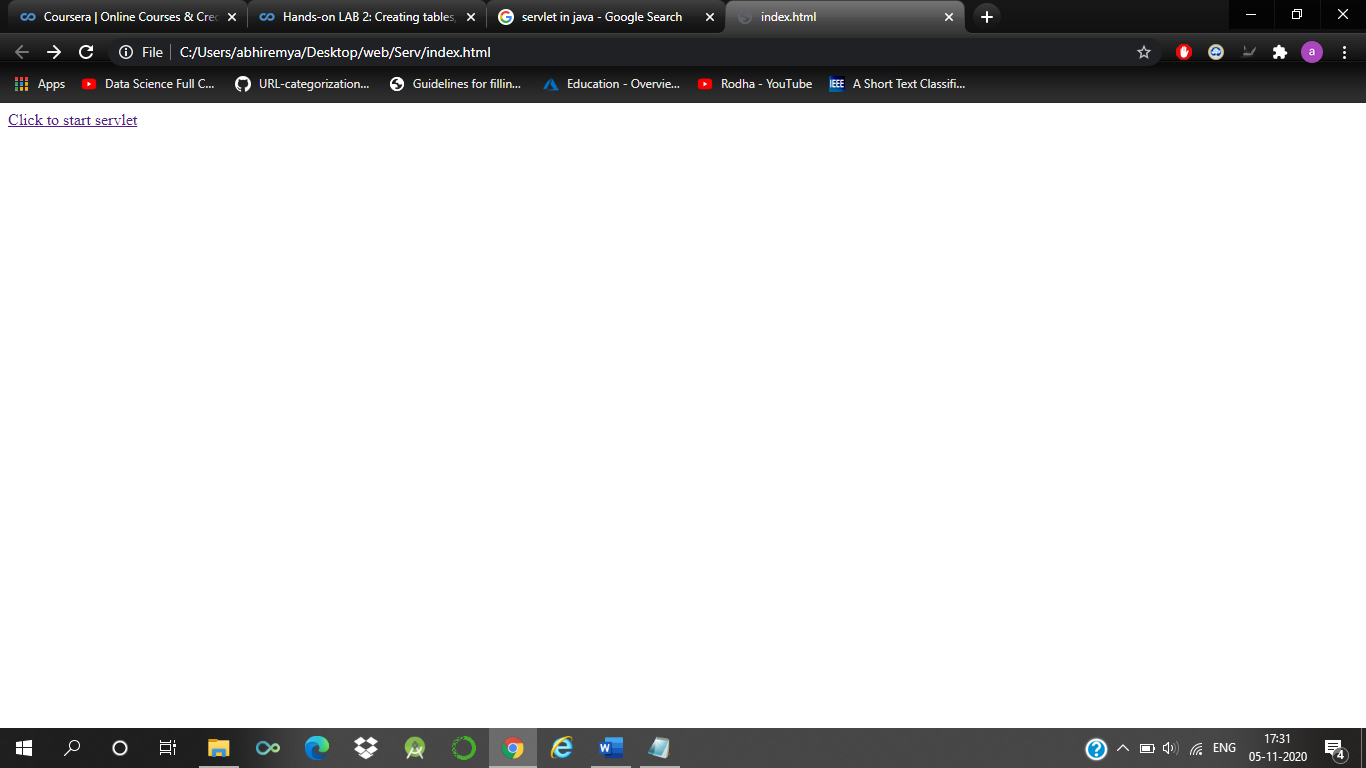 Coursera | Online Courses & Cre
Hands-on LAB 2: Creating tables,
servlet in java - Google Search
index.html
File
C:/Users/abhiremya/Desktop/web/Serv/index.html
a
Apps
Data Science Full C...
URL-categorization...
Guidelines for fillin...
Education - Overvie...
Rodha - YouTube
IEEE
A Short Text Classifi...
Click to start servlet
ENG
17:31
05-11-2020
4